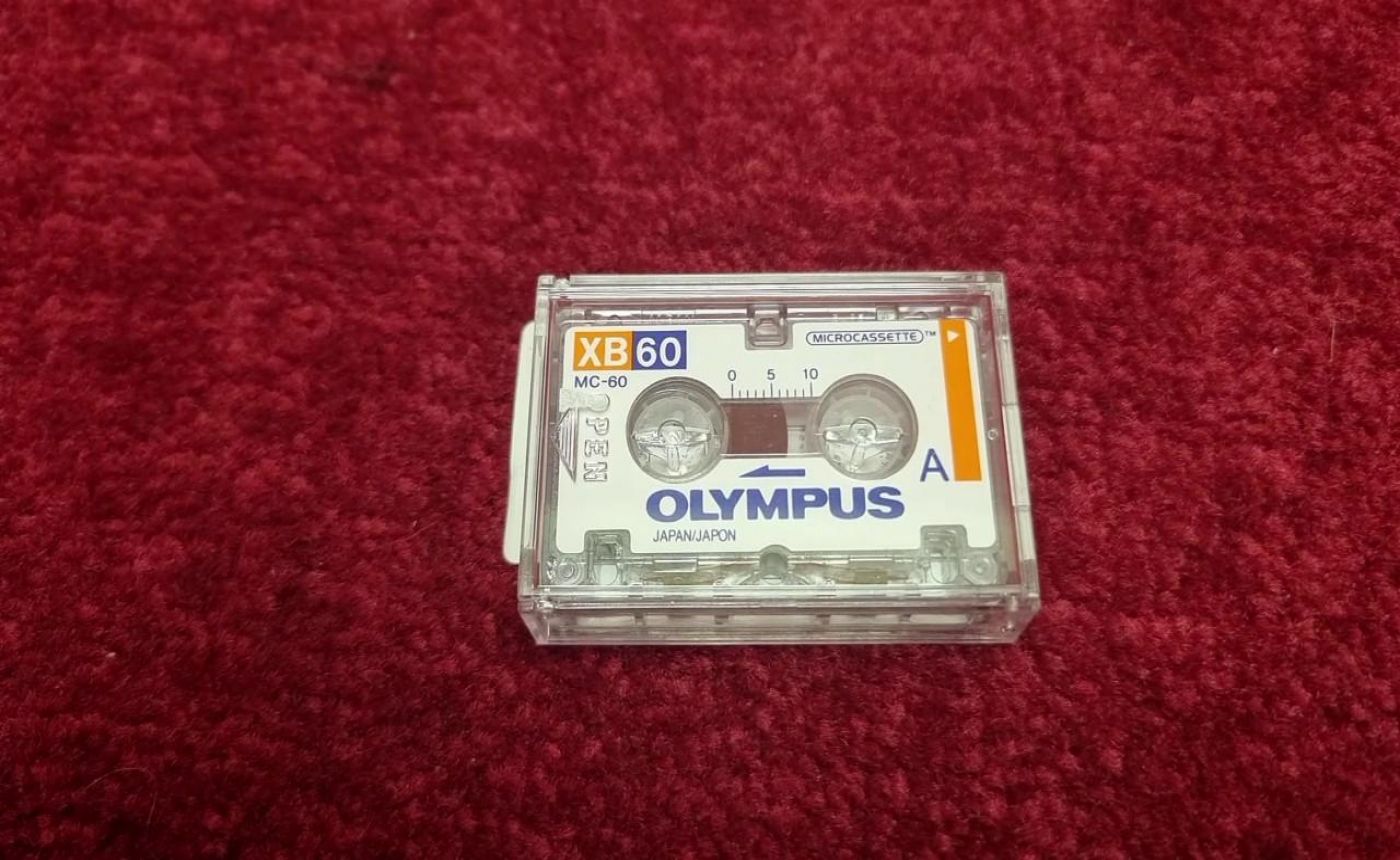 XB60
MICROCASSETTE™
MC-60
0 5 10
OPEN
A
OLYMPUS
JAPAN/JAPON